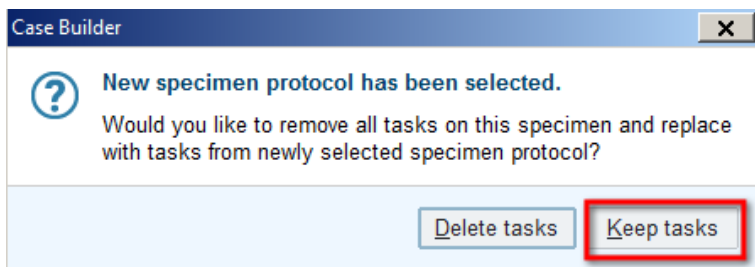 Case Builder
New specimen protocol has been selected.
Would you like to remove all tasks on this specimen and replace
with tasks from newly selected specimen protocol?
Delete tasks
Keep tasks